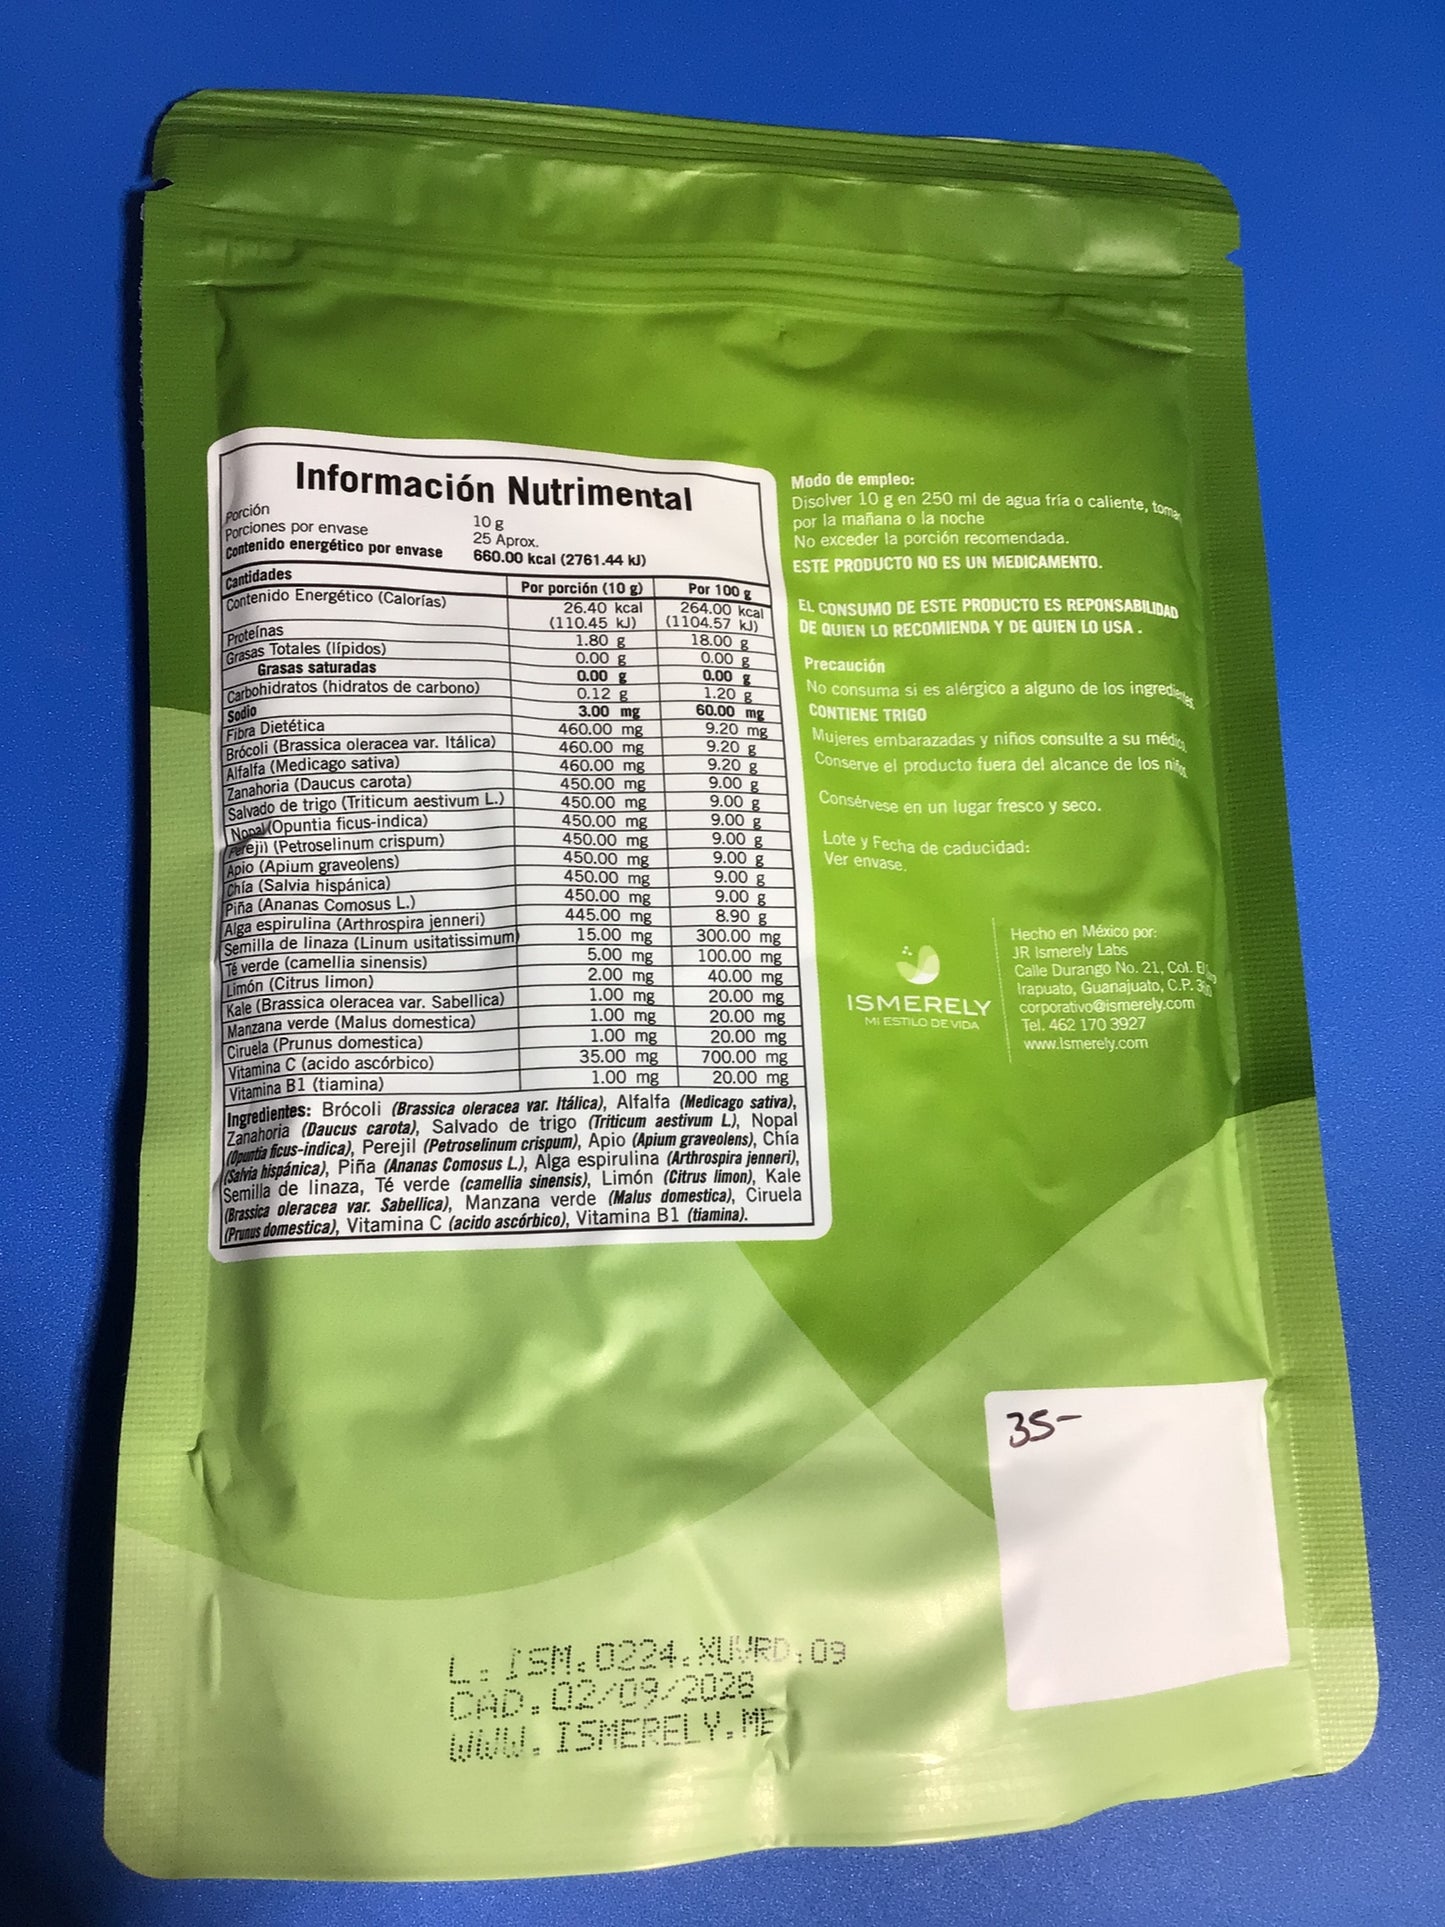 Información Nutrimental
Porción 10 g
Porciones por envase 25 Aprox.
Contenido energético por envase 660.00 kcal (2761.44 kJ)
Cantidades Por porción (10 g) Por 100 g
Contenido Energético (Calorías) 26.40 kcal 264.00 kcal
(110.45 kJ) (1104.57 kJ)
Proteínas 1.80 g 18.00 g
Grasas Totales (lípidos) 0.00 g 0.00 g
Grasas saturadas 0.00 g 0.00 g
Carbohidratos (hidratos de carbono) 0.12 g 1.20 g
Sodio 3.00 mg 60.00 mg
Fibra Dietética 460.00 mg 9.20 mg
Brócoli (Brassica oleracea var. Itálica) 460.00 mg 9.20 g
Alfalfa (Medicago sativa) 460.00 mg 9.20 g
Zanahoria (Daucus carota) 450.00 mg 9.00 g
Salvado de trigo (Triticum aestivum L.) 450.00 mg 9.00 g
Nopal (Opuntia ficus-indica) 450.00 mg 9.00 g
Perejil (Petroselinum crispum) 450.00 mg 9.00 g
Apio (Apium graveolens) 450.00 mg 9.00 g
Chía (Salvia hispánica) 450.00 mg 9.00 g
Piña (Ananas Comosus L.) 450.00 mg 9.00 g
Alga espirulina (Arthrospira jenneri) 445.00 mg 8.90 g
Semilla de linaza (Linum usitatissimum) 15.00 mg 300.00 mg
Té verde (camellia sinensis) 5.00 mg 100.00 mg
Limón (Citrus limon) 2.00 mg 40.00 mg
Kale (Brassica oleracea var. Sabellica) 1.00 mg 20.00 mg
Manzana verde (Malus domestica) 1.00 mg 20.00 mg
Ciruela (Prunus domestica) 1.00 mg 20.00 mg
Vitamina C (acido ascórbico) 35.00 mg 700.00 mg
Vitamina B1 (tiamina) 1.00 mg 20.00 mg
Ingredientes: Brócoli (Brassica oleracea var. Itálica), Alfalfa (Medicago sativa),
Zanahoria (Daucus carota), Salvado de trigo (Triticum aestivum L.), Nopal
(Opuntia ficus-indica), Perejil (Petroselinum crispum), Apio (Apium graveolens), Chía
(Salvia hispánica), Piña (Ananas Comosus L.), Alga espirulina (Arthrospira jenneri),
Semilla de linaza, Té verde (camellia sinensis), Limón (Citrus limon), Kale
(Brassica oleracea var. Sabellica), Manzana verde (Malus domestica), Ciruela
(Prunus domestica), Vitamina C (acido ascórbico), Vitamina B1 (tiamina).
Modo de empleo:
Disolver 10 g en 250 ml de agua fría o caliente, tomar
por la mañana o la noche
No exceder la porción recomendada.
ESTE PRODUCTO NO ES UN MEDICAMENTO.
EL CONSUMO DE ESTE PRODUCTO ES REPONSABILIDAD
DE QUIEN LO RECOMIENDA Y DE QUIEN LO USA .
Precaución
No consuma si es alérgico a alguno de los ingredientes.
CONTIENE TRIGO
Mujeres embarazadas y niños consulte a su médico.
Conserve el producto fuera del alcance de los niños.
Consérvese en un lugar fresco y seco.
Lote y Fecha de caducidad:
Ver envase.
ISMERELY
MI ESTILO DE VIDA
Hecho en México por:
JR Ismerely Labs
Calle Durango No. 21, Col.
Irapuato, Guanajuato, C.P.
corporativo@ismerely.com
Tel. 462 170 3927
www.Ismerely.com
35-
L: ISM.0224.XUVRD.09
CAD.02/09/2028
WWW.ISMERELY.ME